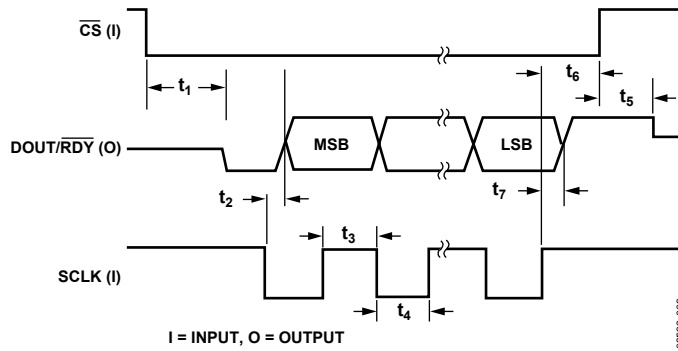 CS (I)
t6
t1
t5
DOUT/RDY (O)
MSB
LSB
t2
t7
t3
SCLK (I)
t4
I = INPUT, O = OUTPUT